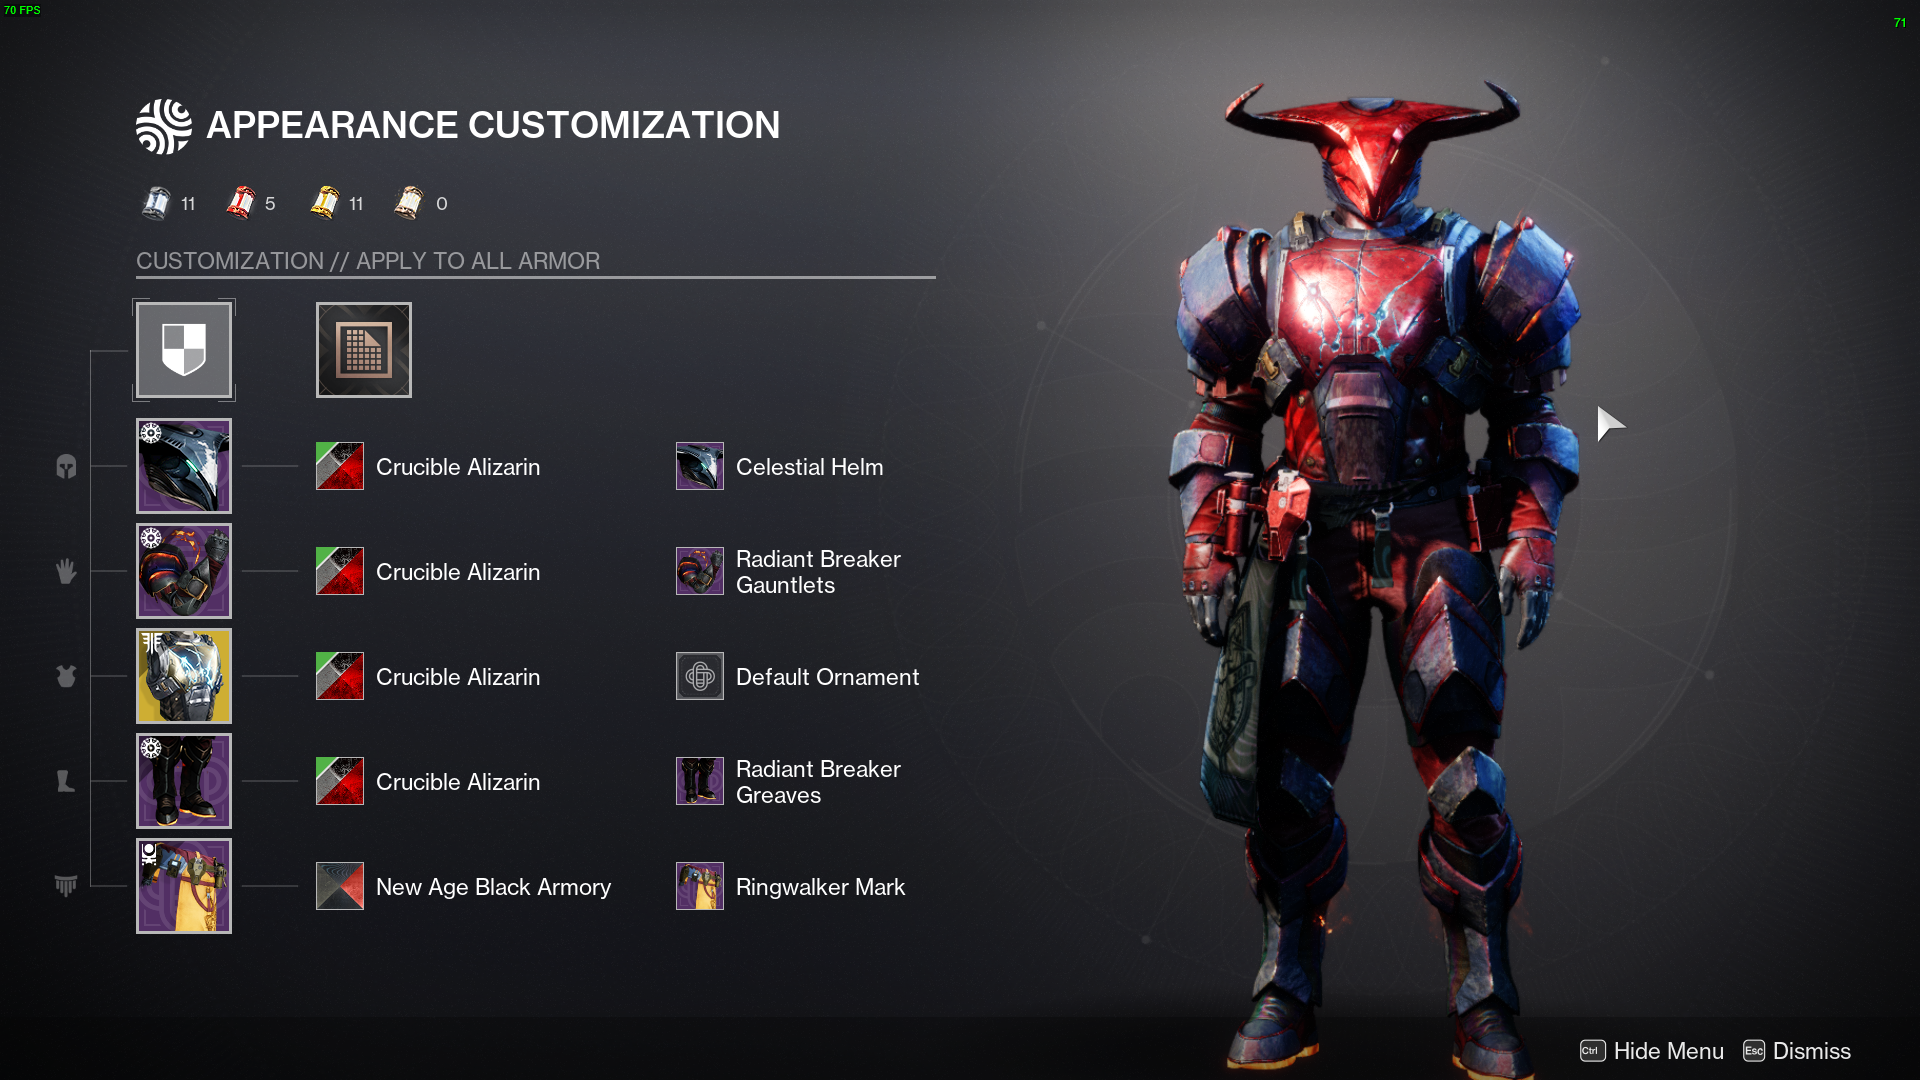 70 FPS
71
APPEARANCE CUSTOMIZATION
11 5 11 0
CUSTOMIZATION // APPLY TO ALL ARMOR
Crucible Alizarin Celestial Helm
Crucible Alizarin Radiant Breaker
Gauntlets
Crucible Alizarin Default Ornament
Crucible Alizarin Radiant Breaker
Greaves
New Age Black Armory Ringwalker Mark
Ctrl Hide Menu Esc Dismiss